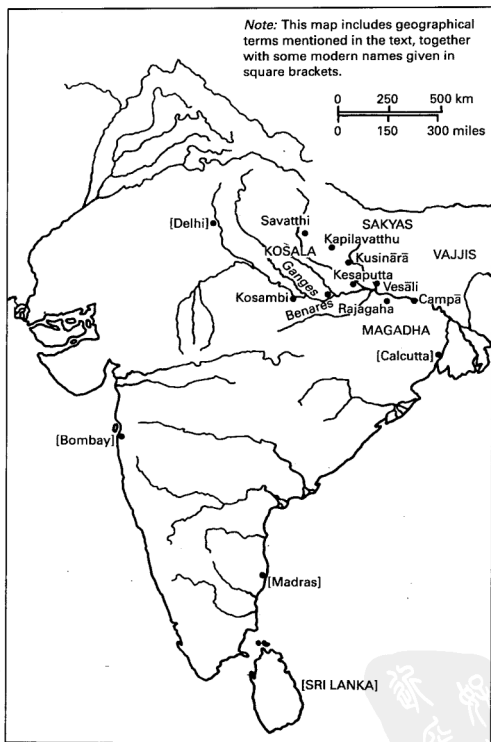 Note: This map includes geographical
terms mentioned in the text, together
with some modern names given in
square brackets.
0 250 500 km
0 150 300 miles
[Delhi]
Savatthi
SAKYAS
Kapilavatthu
VAJJIS
KOŠALA
Kusinārā
Ganges
Kesaputta
Vesāli
Kosambi
Benares
Rajāgaha
Campā
MAGADHA
[Calcutta]
[Bombay]
[Madras]
[SRI LANKA]